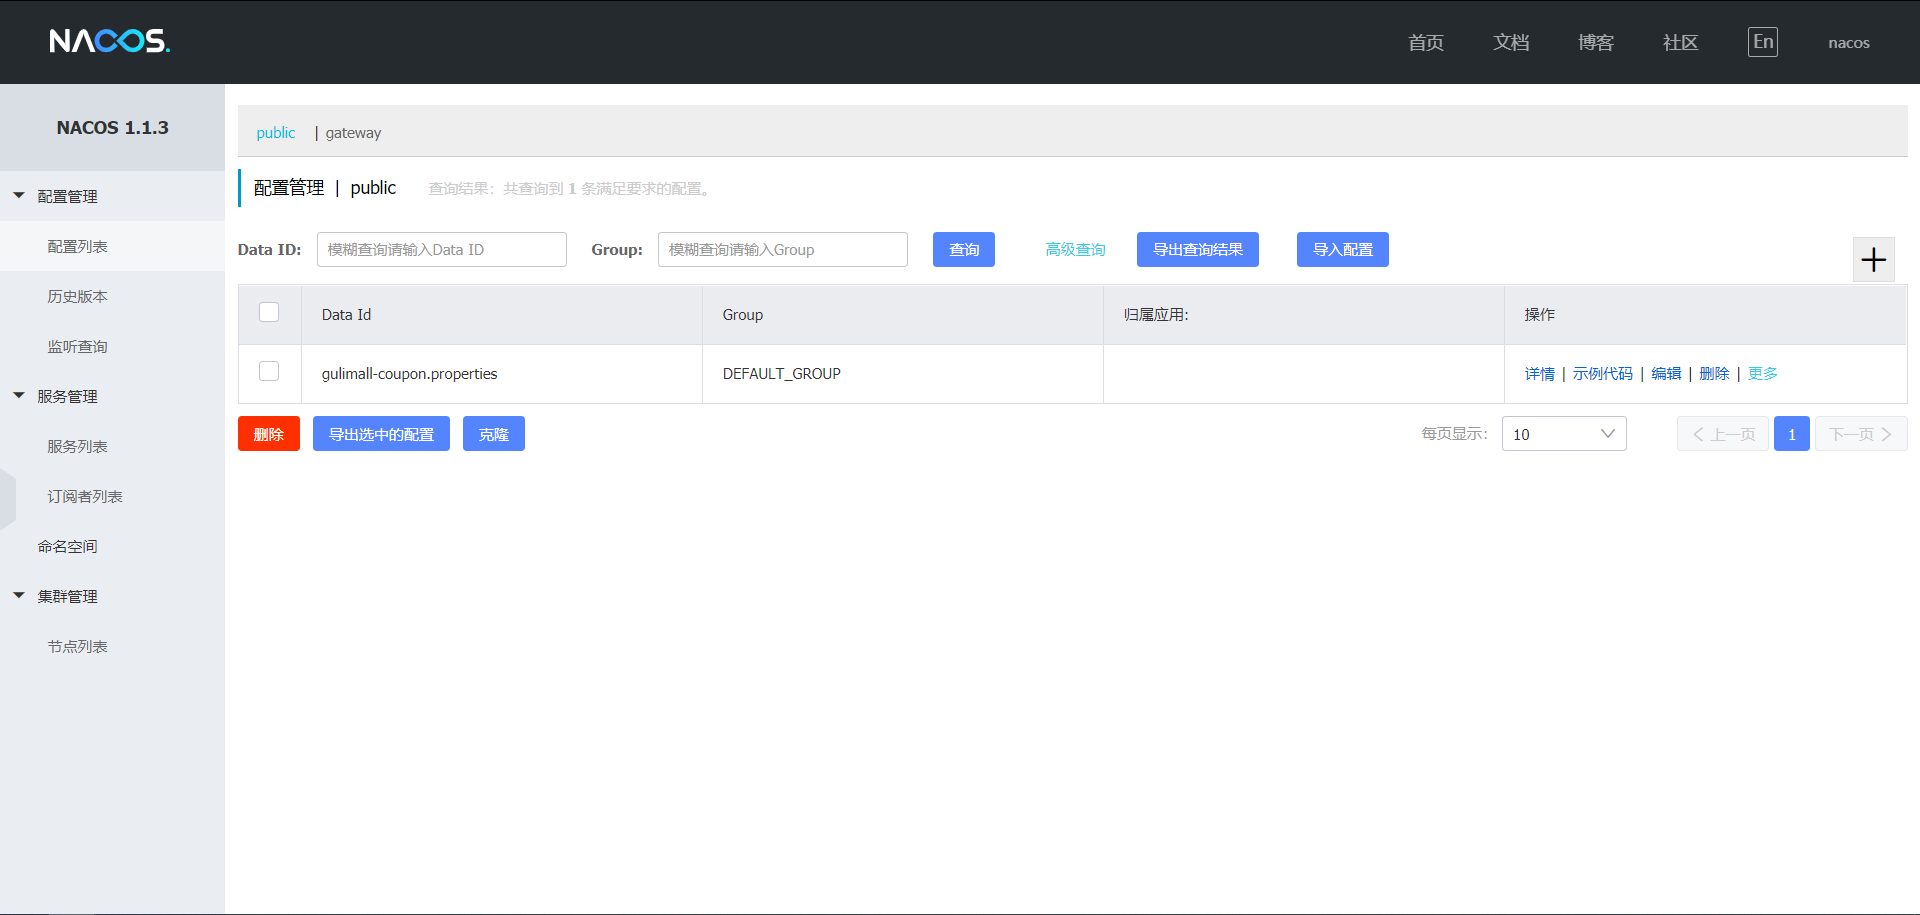 NACOS.
首页 文档 博客 社区 En nacos
NACOS 1.1.3
配置管理
配置列表
历史版本
监听查询
服务管理
服务列表
订阅者列表
命名空间
集群管理
节点列表
public | gateway
配置管理 | public 查询结果：共查询到 1 条满足要求的配置。
Data ID: 模糊查询请输入Data ID Group: 模糊查询请输入Group 查询 高级查询 导出查询结果 导入配置
Data Id Group 归属应用: 操作
gulimall-coupon.properties DEFAULT_GROUP 详情 | 示例代码 | 编辑 | 删除 | 更多
删除 导出选中的配置 克隆 每页显示: 10 上一页 1 下一页